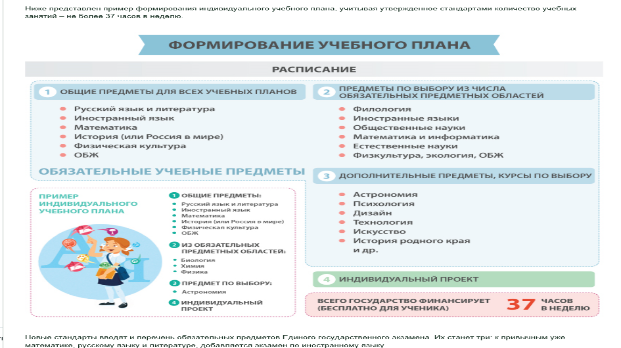 Ниже представлен пример формирования индивидуального учебного плана, учитывая утвержденное стандартами количество учебных
занятий – не более 37 часов в неделю.
ФОРМИРОВАНИЕ УЧЕБНОГО ПЛАНА
РАСПИСАНИЕ
1 ОБЩИЕ ПРЕДМЕТЫ ДЛЯ ВСЕХ УЧЕБНЫХ ПЛАНОВ
Русский язык и литература
Иностранный язык
Математика
История (или Россия в мире)
Физическая культура
ОБЖ
ОБЯЗАТЕЛЬНЫЕ УЧЕБНЫЕ ПРЕДМЕТЫ
2 ПРЕДМЕТЫ ПО ВЫБОРУ ИЗ ЧИСЛА
ОБЯЗАТЕЛЬНЫХ ПРЕДМЕТНЫХ ОБЛАСТЕЙ
Филология
Иностранные языки
Общественные науки
Математика и информатика
Естественные науки
Физкультура, экология, ОБЖ
3 ДОПОЛНИТЕЛЬНЫЕ ПРЕДМЕТЫ, КУРСЫ ПО ВЫБОРУ
Астрономия
Психология
Дизайн
Технология
Искусство
История родного края
и др.
4 ИНДИВИДУАЛЬНЫЙ ПРОЕКТ
ВСЕГО ГОСУДАРСТВО ФИНАНСИРУЕТ
(БЕСПЛАТНО ДЛЯ УЧЕНИКА)
37 ЧАСОВ
В НЕДЕЛЮ
ПРИМЕР
ИНДИВИДУАЛЬНОГО
УЧЕБНОГО ПЛАНА
1 ОБЩИЕ ПРЕДМЕТЫ:
Русский язык и литература
Иностранный язык
Математика
История (или Россия в мире)
Физическая культура
ОБЖ
2 ИЗ ОБЯЗАТЕЛЬНЫХ
ПРЕДМЕТНЫХ ОБЛАСТЕЙ:
Биология
Химия
Физика
3 ПРЕДМЕТ ПО ВЫБОРУ:
Астрономия
4 ИНДИВИДУАЛЬНЫЙ
ПРОЕКТ
Новые стандарты вводят и перечень обязательных предметов Единого государственного экзамена. Их станет три: к привычным уже
математике, русскому языку и литературе, добавляется экзамен по иностранному языку